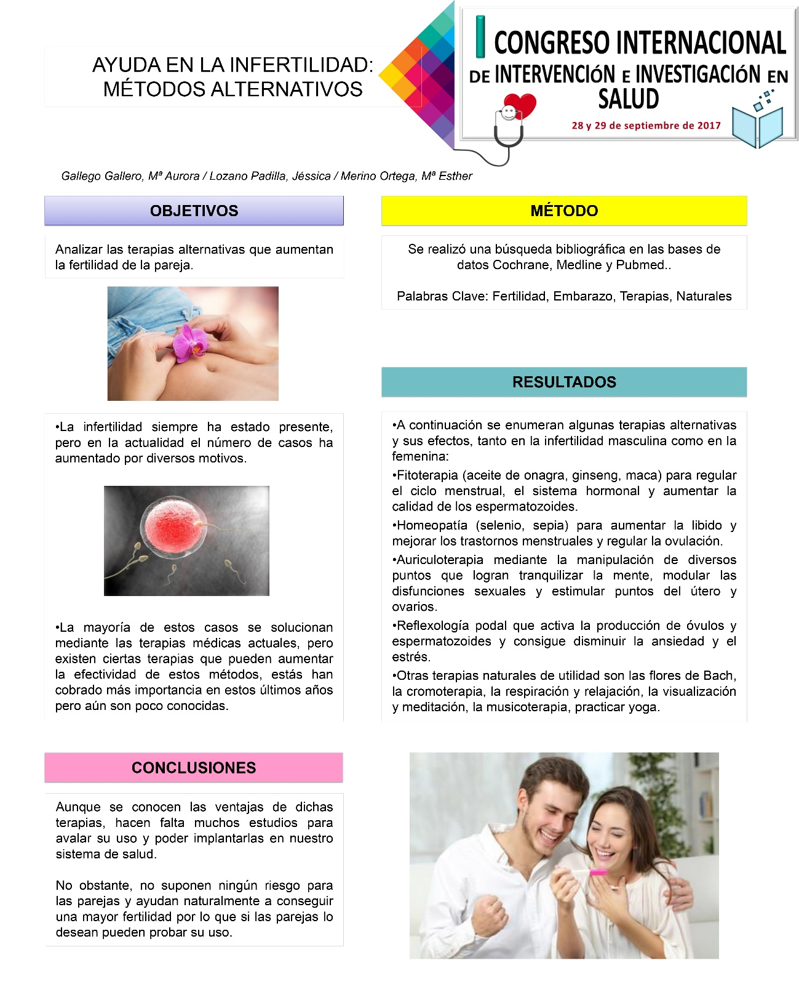 AYUDA EN LA INFERTILIDAD:
MÉTODOS ALTERNATIVOS
I CONGRESO INTERNACIONAL
DE INTERVENCIÓN E INVESTIGACIÓN EN
SALUD
28 y 29 de septiembre de 2017
Gallego Gallero, Mª Aurora / Lozano Padilla, Jéssica / Merino Ortega, Mª Esther
OBJETIVOS
Analizar las terapias alternativas que aumentan
la fertilidad de la pareja.
•La infertilidad siempre ha estado presente,
pero en la actualidad el número de casos ha
aumentado por diversos motivos.
•La mayoría de estos casos se solucionan
mediante las terapias médicas actuales, pero
existen ciertas terapias que pueden aumentar
la efectividad de estos métodos, estás han
cobrado más importancia en estos últimos años
pero aún son poco conocidas.
MÉTODO
Se realizó una búsqueda bibliográfica en las bases de
datos Cochrane, Medline y Pubmed..
Palabras Clave: Fertilidad, Embarazo, Terapias, Naturales
RESULTADOS
•A continuación se enumeran algunas terapias alternativas
y sus efectos, tanto en la infertilidad masculina como en la
femenina:
•Fitoterapia (aceite de onagra, ginseng, maca) para regular
el ciclo menstrual, el sistema hormonal y aumentar la
calidad de los espermatozoides.
•Homeopatía (selenio, sepia) para aumentar la libido y
mejorar los trastornos menstruales y regular la ovulación.
•Auriculoterapia mediante la manipulación de diversos
puntos que logran tranquilizar la mente, modular las
disfunciones sexuales y estimular puntos del útero y
ovarios.
•Reflexología podal que activa la producción de óvulos y
espermatozoides y consigue disminuir la ansiedad y el
estrés.
•Otras terapias naturales de utilidad son las flores de Bach,
la cromoterapia, la respiración y relajación, la visualización
y meditación, la musicoterapia, practicar yoga.
CONCLUSIONES
Aunque se conocen las ventajas de dichas
terapias, hacen falta muchos estudios para
avalar su uso y poder implantarlas en nuestro
sistema de salud.
No obstante, no suponen ningún riesgo para
las parejas y ayudan naturalmente a conseguir
una mayor fertilidad por lo que si las parejas lo
desean pueden probar su uso.